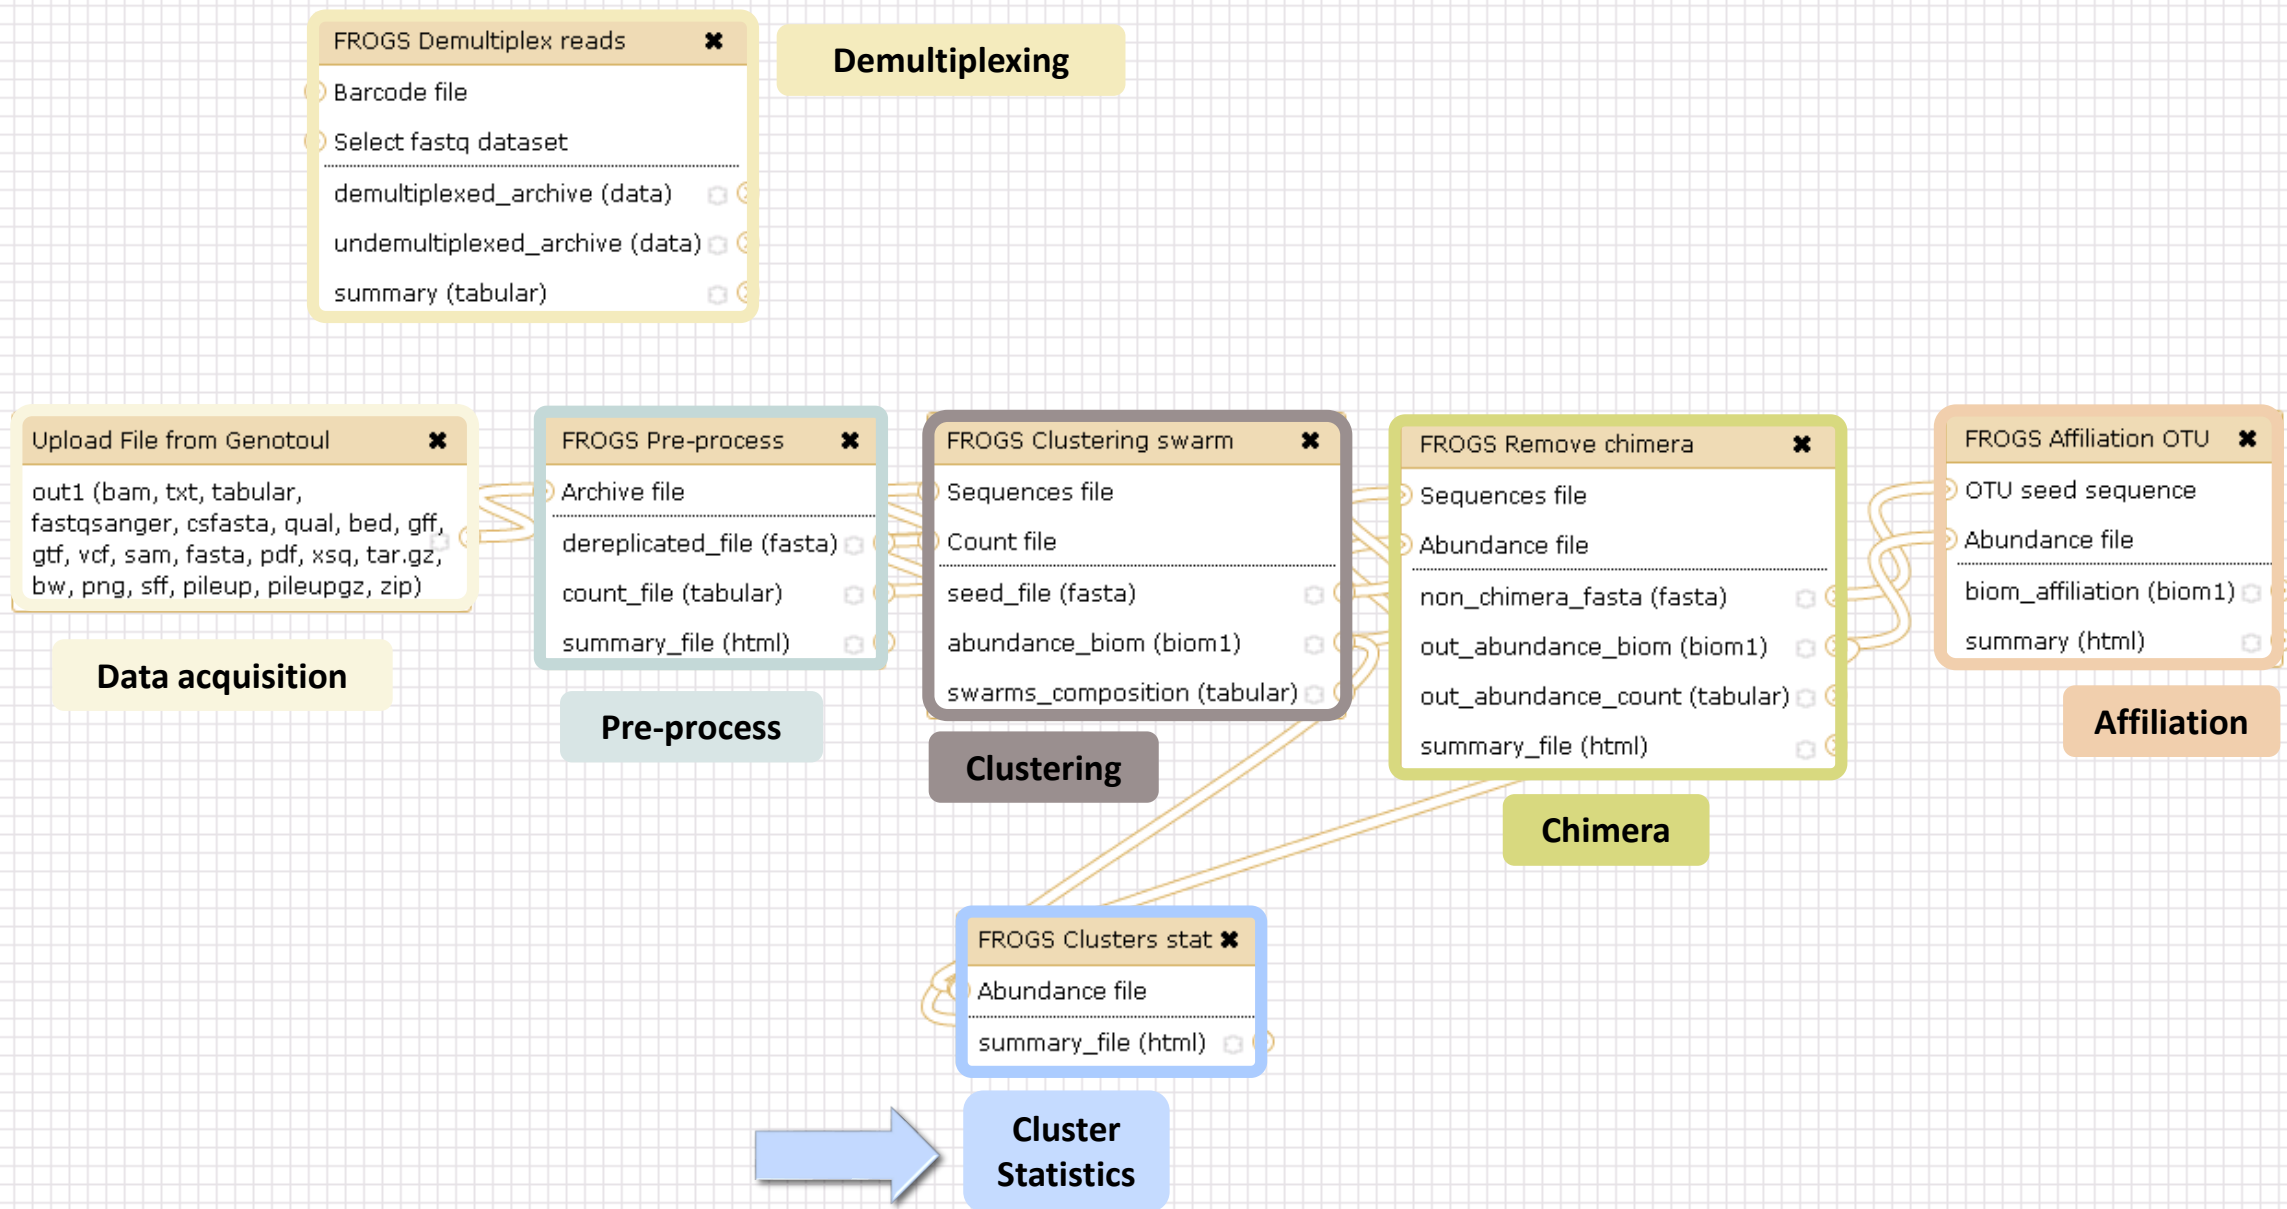 FROGS Demultiplex reads
Barcode file
Select fastq dataset
demultiplexed_archive (data)
undemultiplexed_archive (data)
summary (tabular)
Demultiplexing
Upload File from Genotoul
out1 (bam, txt, tabular,
fastqsanger, csfasta, qual, bed, gff,
gtf, vcf, sam, fasta, pdf, xsq, tar.gz,
bw, png, sff, pileup, pileupgz, zip)
Data acquisition
FROGS Pre-process
Archive file
dereplicated_file (fasta)
count_file (tabular)
summary_file (html)
Pre-process
FROGS Clustering swarm
Sequences file
Count file
seed_file (fasta)
abundance_biom (biom1)
swarms_composition (tabular)
Clustering
FROGS Remove chimera
Sequences file
Abundance file
non_chimera_fasta (fasta)
out_abundance_biom (biom1)
out_abundance_count (tabular)
summary_file (html)
Chimera
FROGS Affiliation OTU
OTU seed sequence
Abundance file
biom_affiliation (biom1)
summary (html)
Affiliation
FROGS Clusters stat
Abundance file
summary_file (html)
Cluster
Statistics